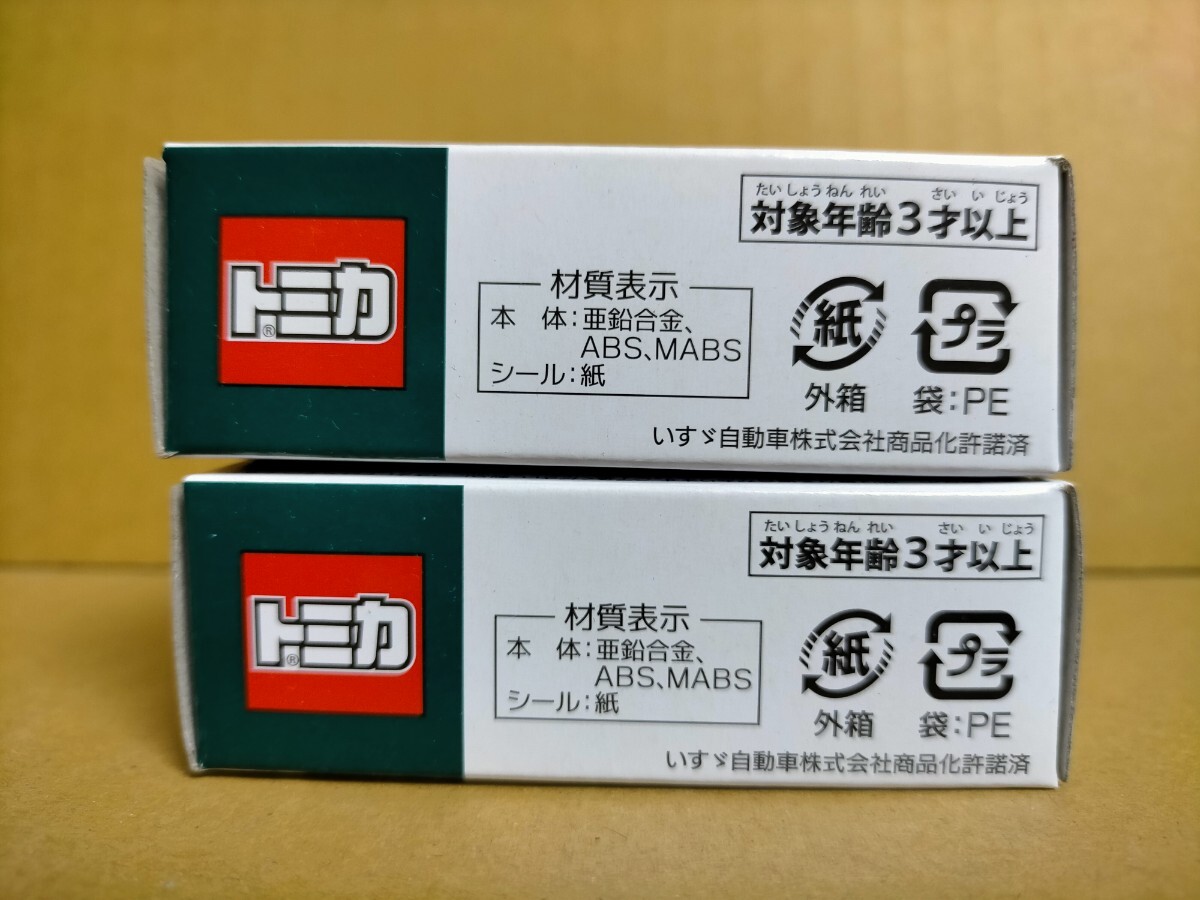 トミカ®
たいしょうねんれい さいいじょう
対象年齢3才以上
材質表示
本 体:亜鉛合金、
ABS、MABS
シール:紙
紙 プラ
外箱 袋:PE
いすゞ自動車株式会社商品化許諾済
トミカ®
たいしょうねんれい さいいじょう
対象年齢3才以上
材質表示
本 体:亜鉛合金、
ABS、MABS
シール:紙
紙 プラ
外箱 袋:PE
いすゞ自動車株式会社商品化許諾済